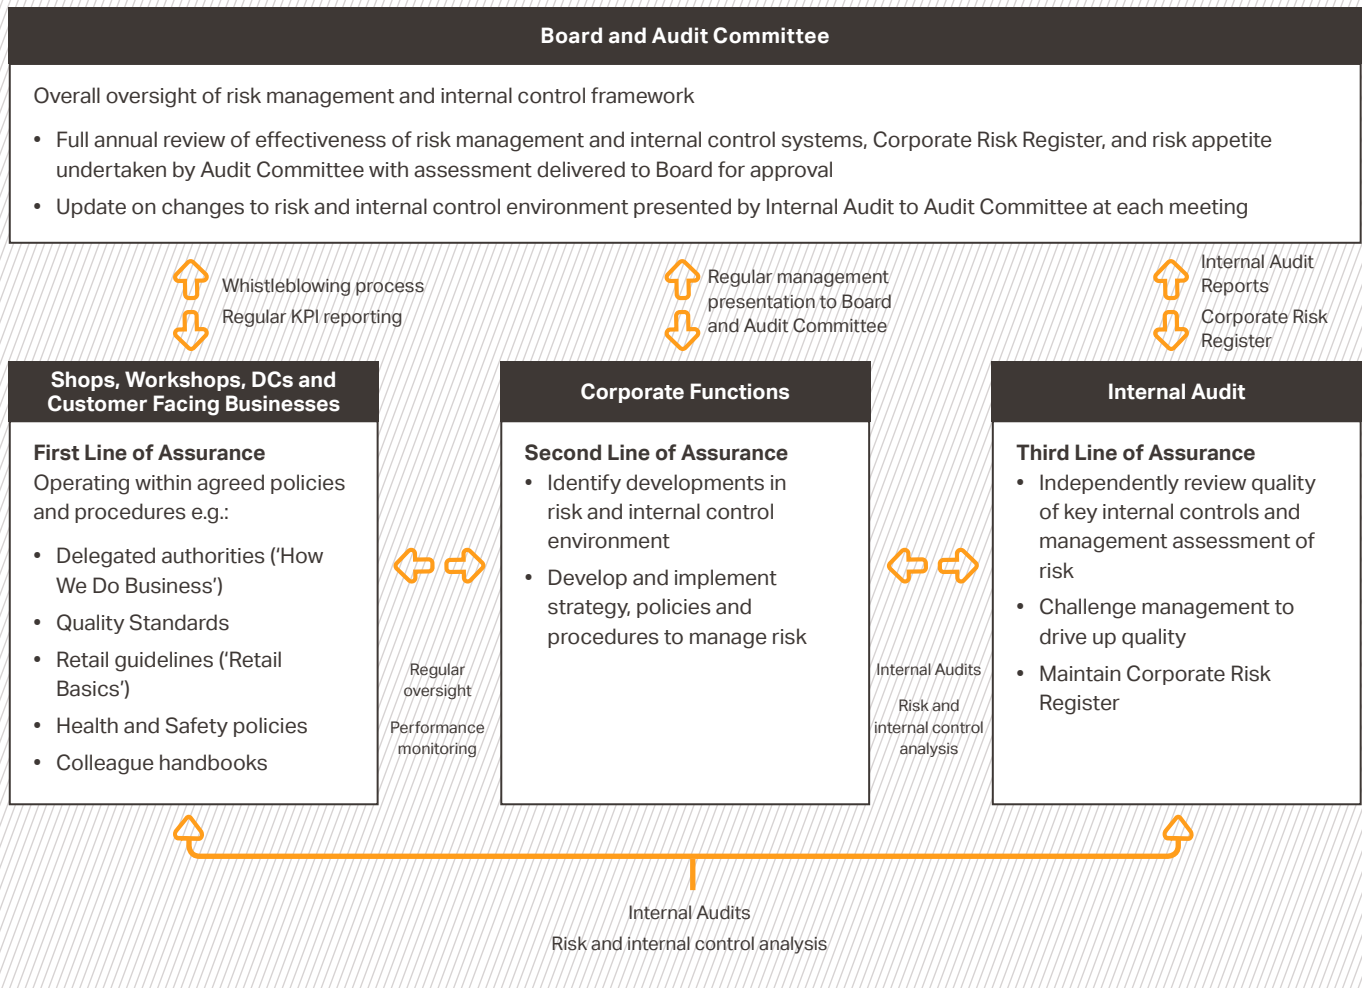 Board and Audit Committee
Overall oversight of risk management and internal control framework
• Full annual review of effectiveness of risk management and internal control systems, Corporate Risk Register, and risk appetite
undertaken by Audit Committee with assessment delivered to Board for approval
• Update on changes to risk and internal control environment presented by Internal Audit to Audit Committee at each meeting
Whistleblowing process
Regular KPI reporting
Regular management
presentation to Board
and Audit Committee
Internal Audit
Reports
Corporate Risk
Register
Shops, Workshops, DCs and
Customer Facing Businesses
First Line of Assurance
Operating within agreed policies
and procedures e.g.:
• Delegated authorities (‘How
We Do Business’)
• Quality Standards
• Retail guidelines (‘Retail
Basics’)
• Health and Safety policies
• Colleague handbooks
Regular
oversight
Performance
monitoring
Corporate Functions
Second Line of Assurance
• Identify developments in
risk and internal control
environment
• Develop and implement
strategy, policies and
procedures to manage risk
Internal Audits
Risk and
internal control
analysis
Internal Audit
Third Line of Assurance
• Independently review quality
of key internal controls and
management assessment of
risk
• Challenge management to
drive up quality
• Maintain Corporate Risk
Register
Internal Audits
Risk and internal control analysis